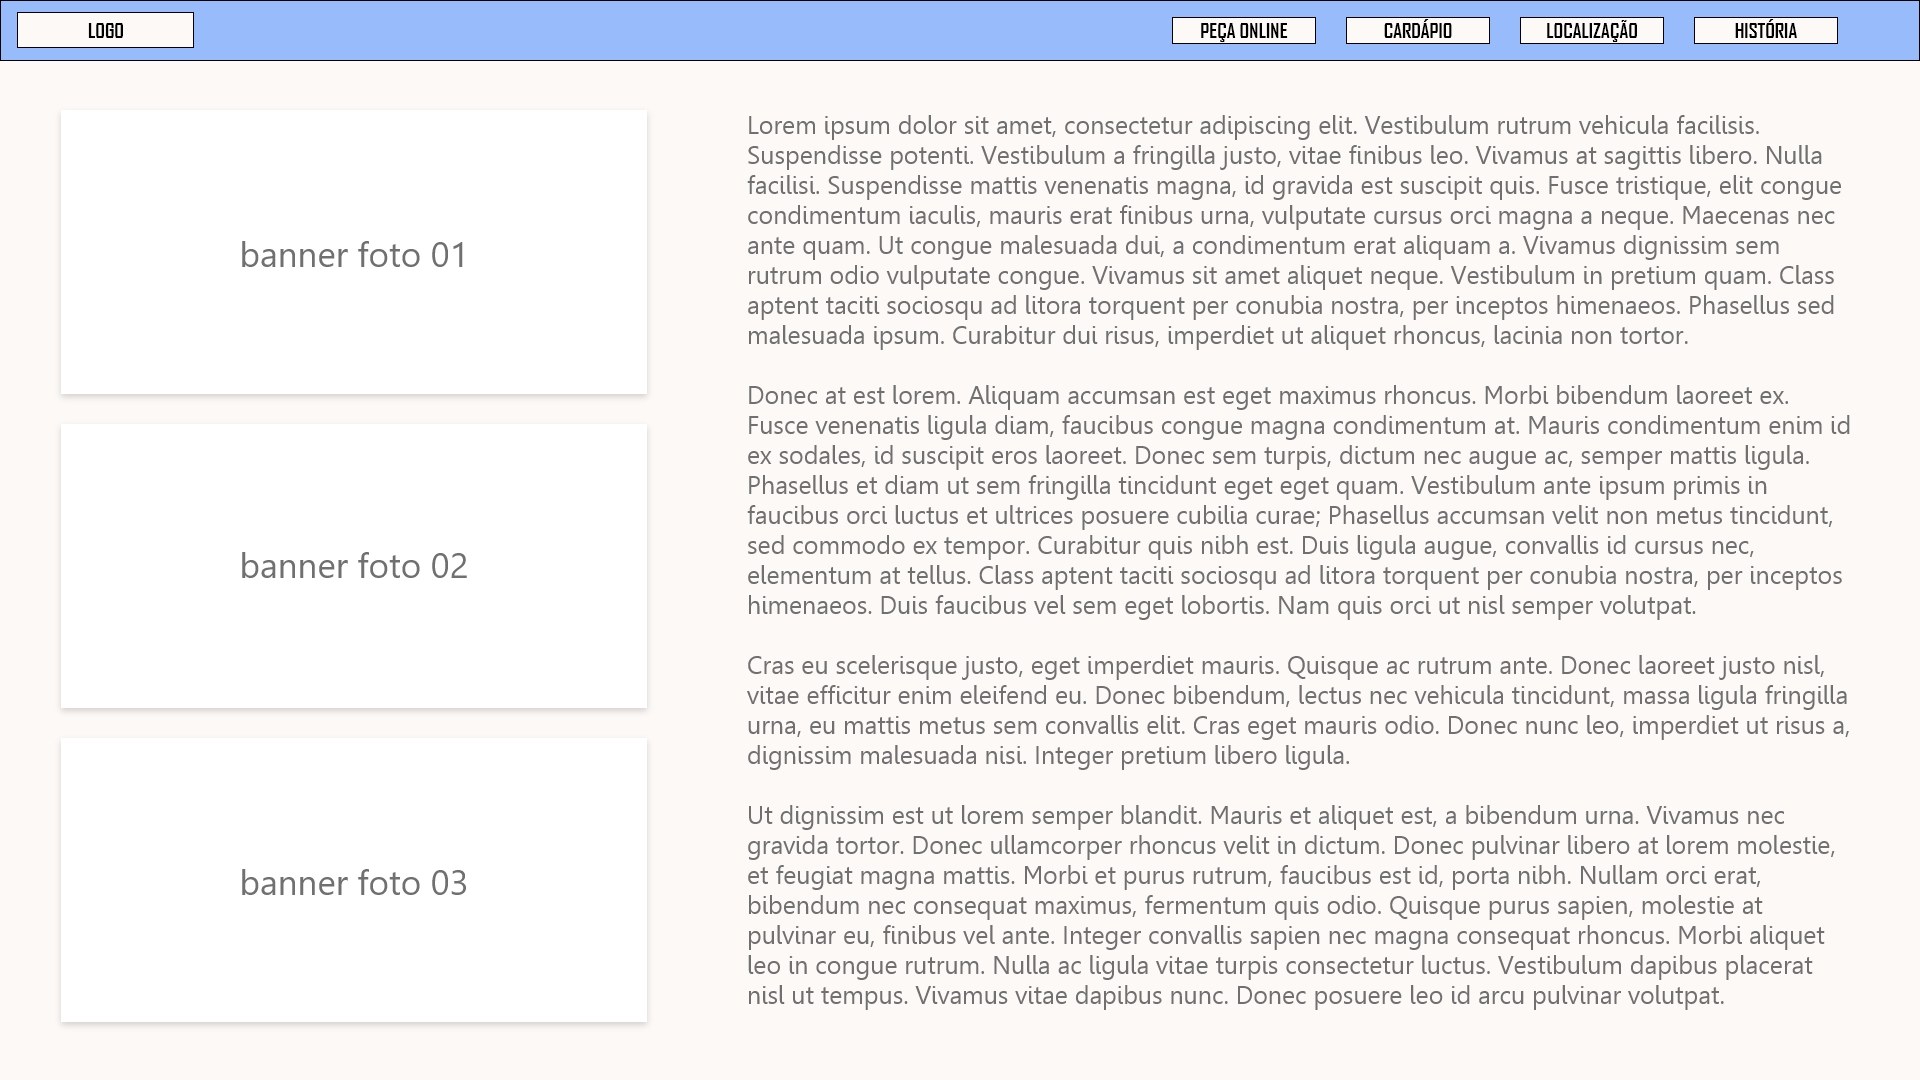 LOGO
PEÇA ONLINE
CARDÁPIO
LOCALIZAÇÃO
HISTÓRIA
banner foto 01
banner foto 02
banner foto 03
Lorem ipsum dolor sit amet, consectetur adipiscing elit. Vestibulum rutrum vehicula facilisis.
Suspendisse potenti. Vestibulum a fringilla justo, vitae finibus leo. Vivamus at sagittis libero. Nulla
facilisi. Suspendisse mattis venenatis magna, id gravida est suscipit quis. Fusce tristique, elit congue
condimentum iaculis, mauris erat finibus urna, vulputate cursus orci magna a neque. Maecenas nec
ante quam. Ut congue malesuada dui, a condimentum erat aliquam a. Vivamus dignissim sem
rutrum odio vulputate congue. Vivamus sit amet aliquet neque. Vestibulum in pretium quam. Class
aptent taciti sociosqu ad litora torquent per conubia nostra, per inceptos himenaeos. Phasellus sed
malesuada ipsum. Curabitur dui risus, imperdiet ut aliquet rhoncus, lacinia non tortor.
Donec at est lorem. Aliquam accumsan est eget maximus rhoncus. Morbi bibendum laoreet ex.
Fusce venenatis ligula diam, faucibus congue magna condimentum at. Mauris condimentum enim id
ex sodales, id suscipit eros laoreet. Donec sem turpis, dictum nec augue ac, semper mattis ligula.
Phasellus et diam ut sem fringilla tincidunt eget eget quam. Vestibulum ante ipsum primis in
faucibus orci luctus et ultrices posuere cubilia curae; Phasellus accumsan velit non metus tincidunt,
sed commodo ex tempor. Curabitur quis nibh est. Duis ligula augue, convallis id cursus nec,
elementum at tellus. Class aptent taciti sociosqu ad litora torquent per conubia nostra, per inceptos
himenaeos. Duis faucibus vel sem eget lobortis. Nam quis orci ut nisl semper volutpat.
Cras eu scelerisque justo, eget imperdiet mauris. Quisque ac rutrum ante. Donec laoreet justo nisl,
vitae efficitur enim eleifend eu. Donec bibendum, lectus nec vehicula tincidunt, massa ligula fringilla
urna, eu mattis metus sem convallis elit. Cras eget mauris odio. Donec nunc leo, imperdiet ut risus a,
dignissim malesuada nisi. Integer pretium libero ligula.
Ut dignissim est ut lorem semper blandit. Mauris et aliquet est, a bibendum urna. Vivamus nec
gravida tortor. Donec ullamcorper rhoncus velit in dictum. Donec pulvinar libero at lorem molestie,
et feugiat magna mattis. Morbi et purus rutrum, faucibus est id, porta nibh. Nullam orci erat,
bibendum nec consequat maximus, fermentum quis odio. Quisque purus sapien, molestie at
pulvinar eu, finibus vel ante. Integer convallis sapien nec magna consequat rhoncus. Morbi aliquet
leo in congue rutrum. Nulla ac ligula vitae turpis consectetur luctus. Vestibulum dapibus placerat
nisl ut tempus. Vivamus vitae dapibus nunc. Donec posuere leo id arcu pulvinar volutpat.